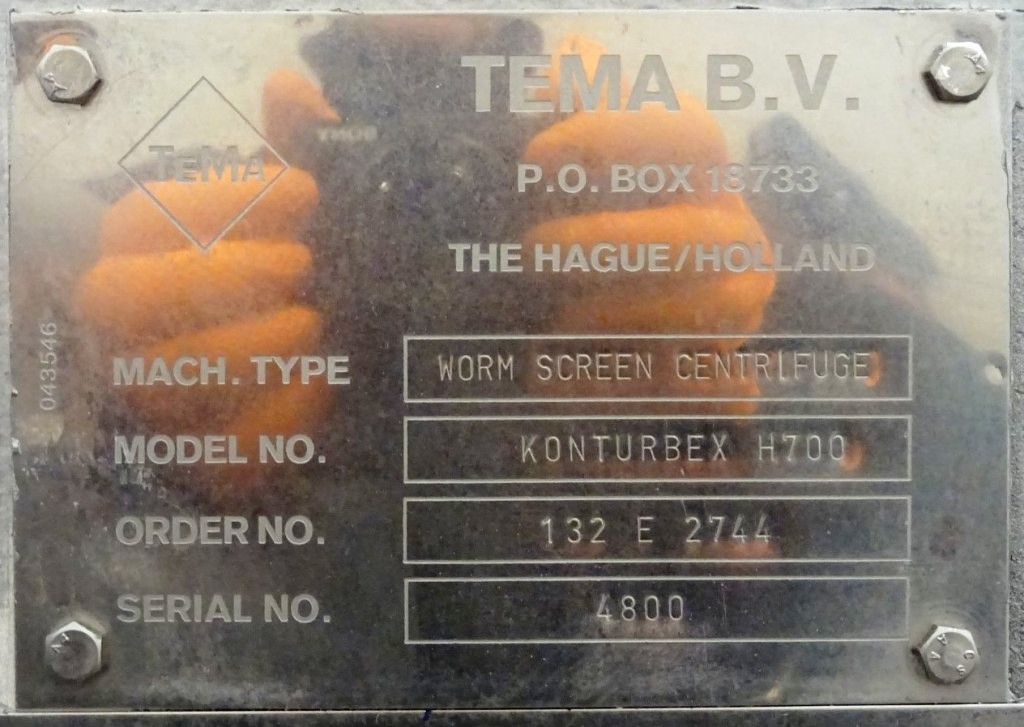 TEMA B.V.
TeMa
P.O. BOX 18733
THE HAGUE/HOLLAND
043546
MACH. TYPE WORM SCREEN CENTRIFUGE
MODEL NO. KONTURBEX H700
ORDER NO. 132 E 2744
SERIAL NO. 4800